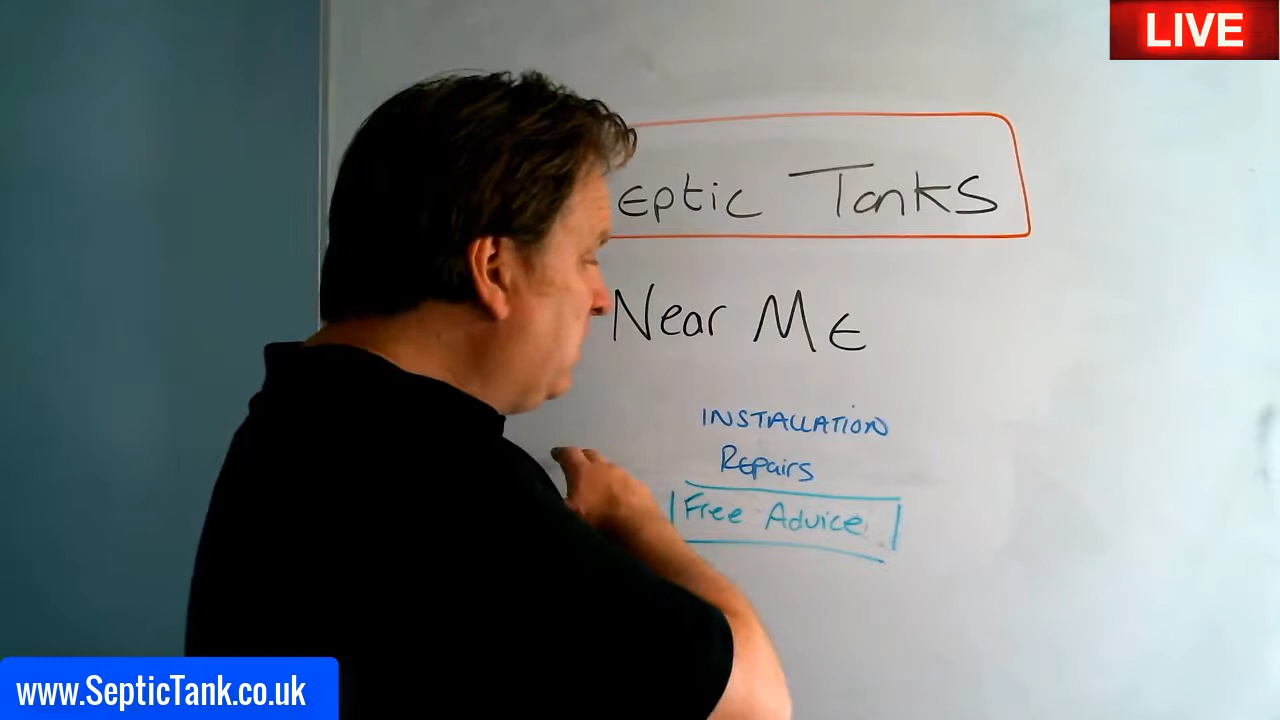 LIVE
eptic Tanks
Near Me
INSTALLATION
Repairs
Free Advice
www.SepticTank.co.uk